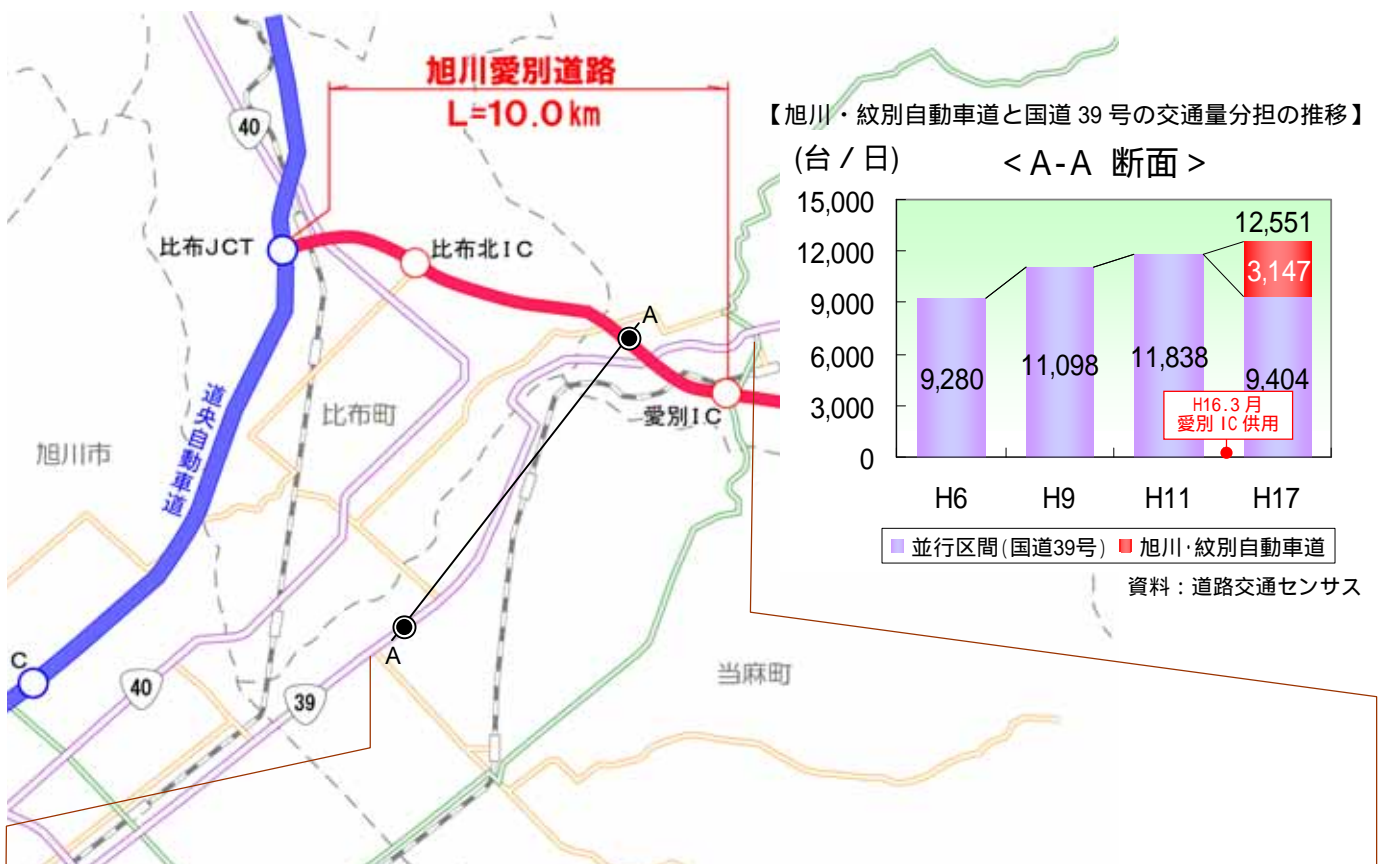 旭川愛別道路
L=10.0km
40
比布JCT
比布北IC
A
愛別IC
比布町
旭川市
道央自動車道
A
C
40
39
当麻町
【旭川・紋別自動車道と国道39号の交通量分担の推移】
(台/日)
<A-A 断面>
15,000
12,000
9,000
6,000
3,000
0
12,551
3,147
9,280
11,098
11,838
9,404
H16.3月
愛別IC供用
H6
H9
H11
H17
並行区間(国道39号)
旭川・紋別自動車道
資料：道路交通センサス